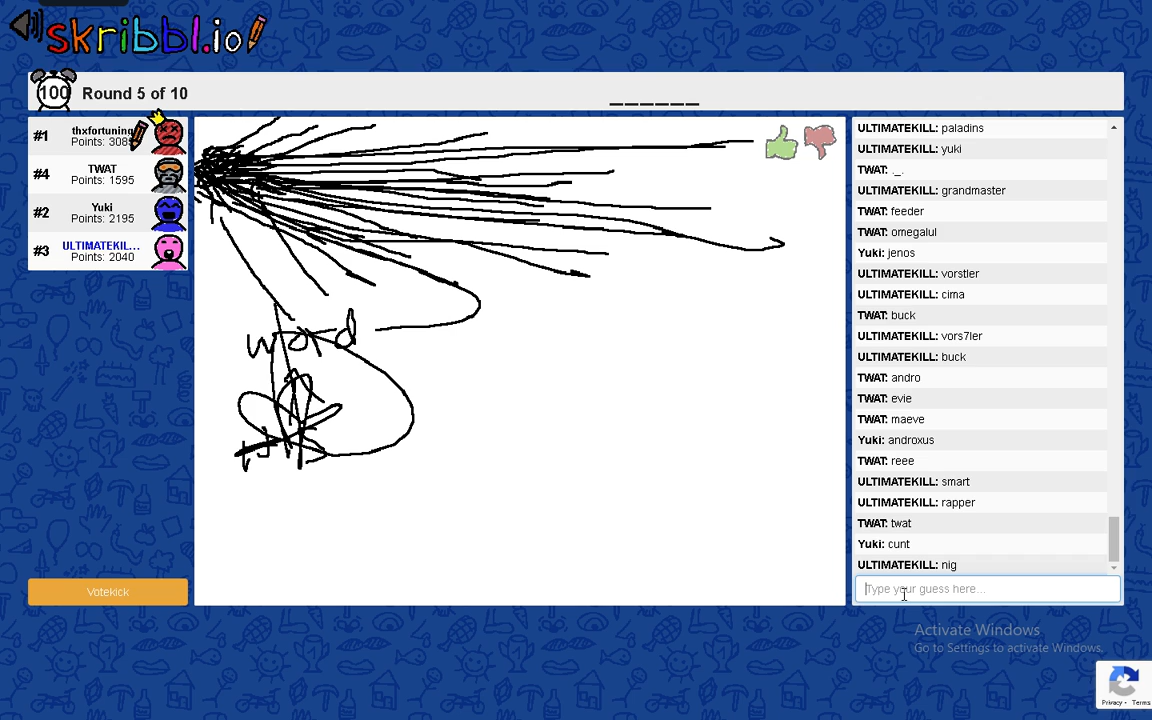 skribbl.io
100 Round 5 of 10 ______
#1 thxfortuning
Points: 3085
#4 TWAT
Points: 1595
#2 Yuki
Points: 2195
#3 ULTIMATEKIL...
Points: 2040
word
ULTIMATEKILL: paladins
ULTIMATEKILL: yuki
TWAT: ._.
ULTIMATEKILL: grandmaster
TWAT: feeder
TWAT: omegalul
Yuki: jenos
ULTIMATEKILL: vorstler
ULTIMATEKILL: cima
TWAT: buck
ULTIMATEKILL: vors7ler
ULTIMATEKILL: buck
TWAT: andro
TWAT: evie
TWAT: maeve
Yuki: androxus
TWAT: reee
ULTIMATEKILL: smart
ULTIMATEKILL: rapper
TWAT: twat
Yuki: cunt
ULTIMATEKILL: nig
Type your guess here...
Votekick
Activate Windows
Go to Settings to activate Windows.
Privacy - Terms